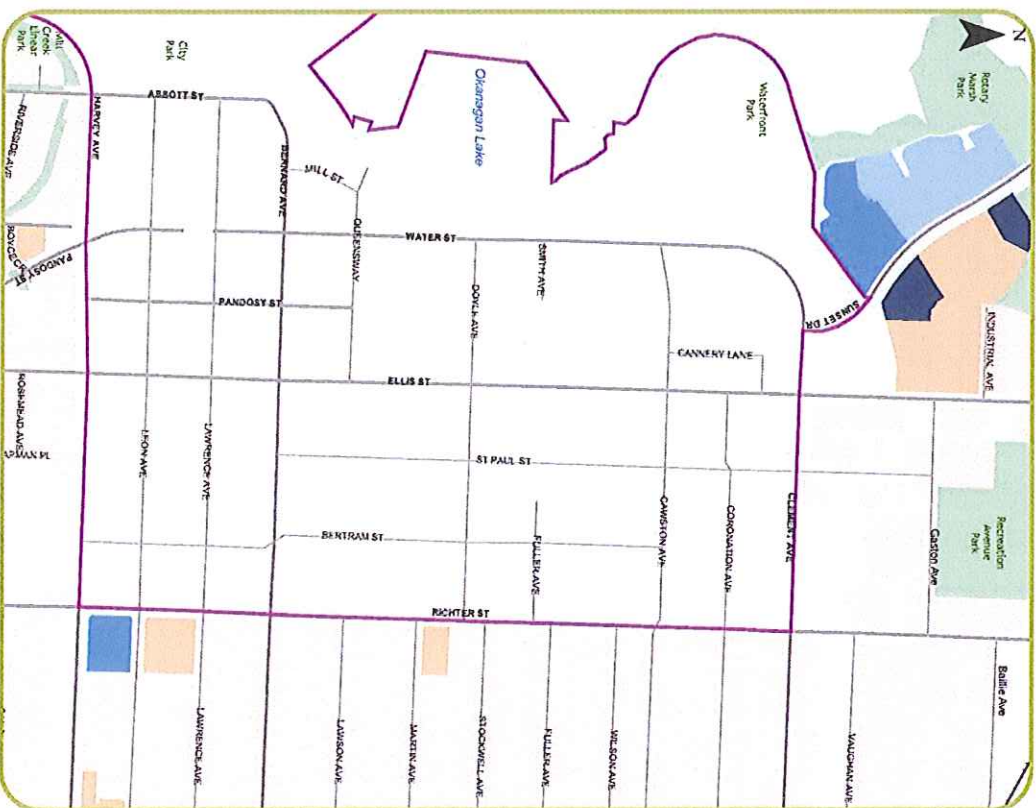 N
Rotary
Marsh
Park
Waterfront
Park
Okanagan Lake
City
Park
Mill
Creek
Linear
Park
RIVERSIDE AVE
HARVEY AVE
ABBOTT ST
BERNARD AVE
MILL ST
QUEENSWAY
WATER ST
DOYLE AVE
SMITH AVE
SUNSET DR
INDUSTRIAL AVE
CANNERY LANE
PANDOSY ST
PANDOSY ST
ROYCE
ELLIS ST
ROSEMEAD AVE
LEON AVE
LAWRENCE AVE
ST PAUL ST
BERTRAM ST
FULLER AVE
CAWSTON AVE
CORONATION AVE
CLEMENT AVE
Gaston Ave
Recreation
Avenue
Park
RICHTER ST
Baillie Ave
LAWRENCE AVE
LAWSON AVE
MARTIN AVE
STOCKWELL AVE
FULLER AVE
WILSON AVE
VAUGHAN AVE